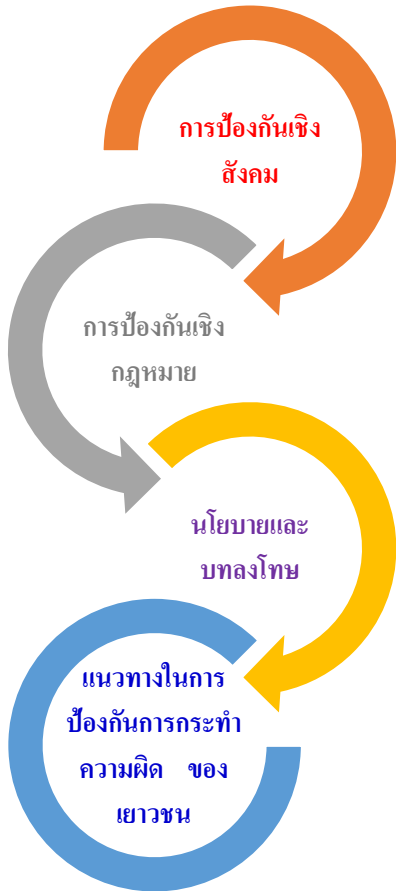 การป้องกันเชิง
สังคม
การป้องกันเชิง
กฎหมาย
นโยบายและ
บทลงโทษ
แนวทางในการ
ป้องกันการกระทำ
ความผิด ของ
เยาวชน